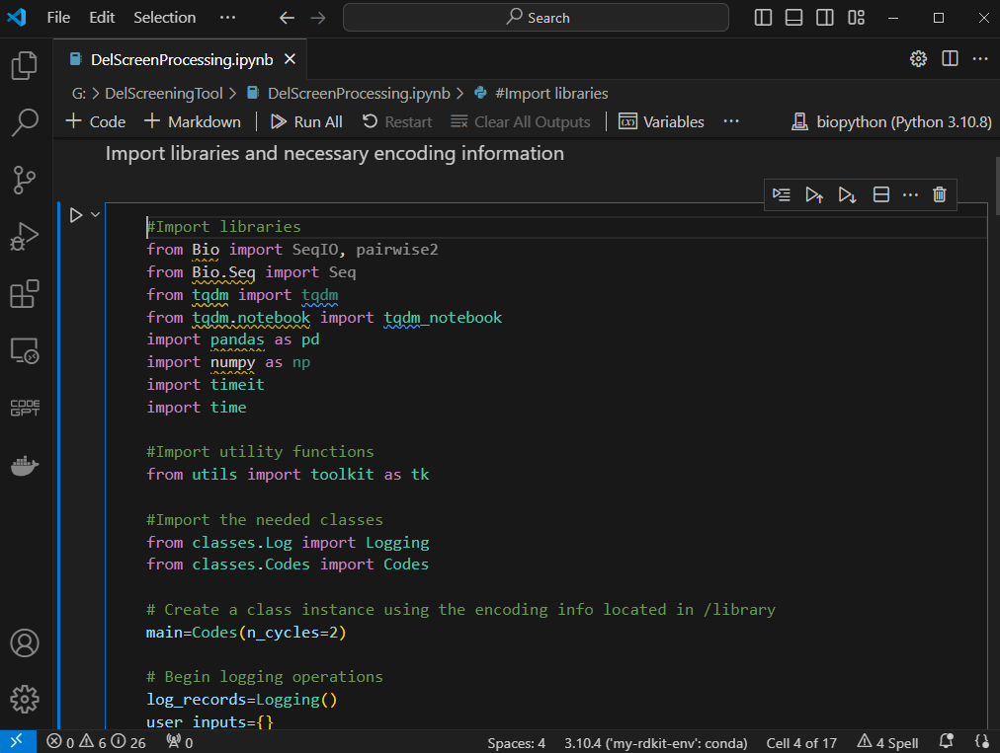 File Edit Selection ··· Search
DelScreenProcessing.ipynb
G: > DelScreeningTool > DelScreenProcessing.ipynb > #Import libraries
+ Code + Markdown Run All Restart Clear All Outputs Variables ··· biopython (Python 3.10.8)
Import libraries and necessary encoding information
#Import libraries
from Bio import SeqIO, pairwise2
from Bio.Seq import Seq
from tqdm import tqdm
from tqdm.notebook import tqdm_notebook
import pandas as pd
import numpy as np
import timeit
import time
#Import utility functions
from utils import toolkit as tk
#Import the needed classes
from classes.Log import Logging
from classes.Codes import Codes
# Create a class instance using the encoding info located in /library
main=Codes(n_cycles=2)
# Begin logging operations
log_records=Logging()
user_inputs={}
CODE
GPT
0 6 26 0 Spaces: 4 3.10.4 ('my-rdkit-env': conda) Cell 4 of 17 4 Spell